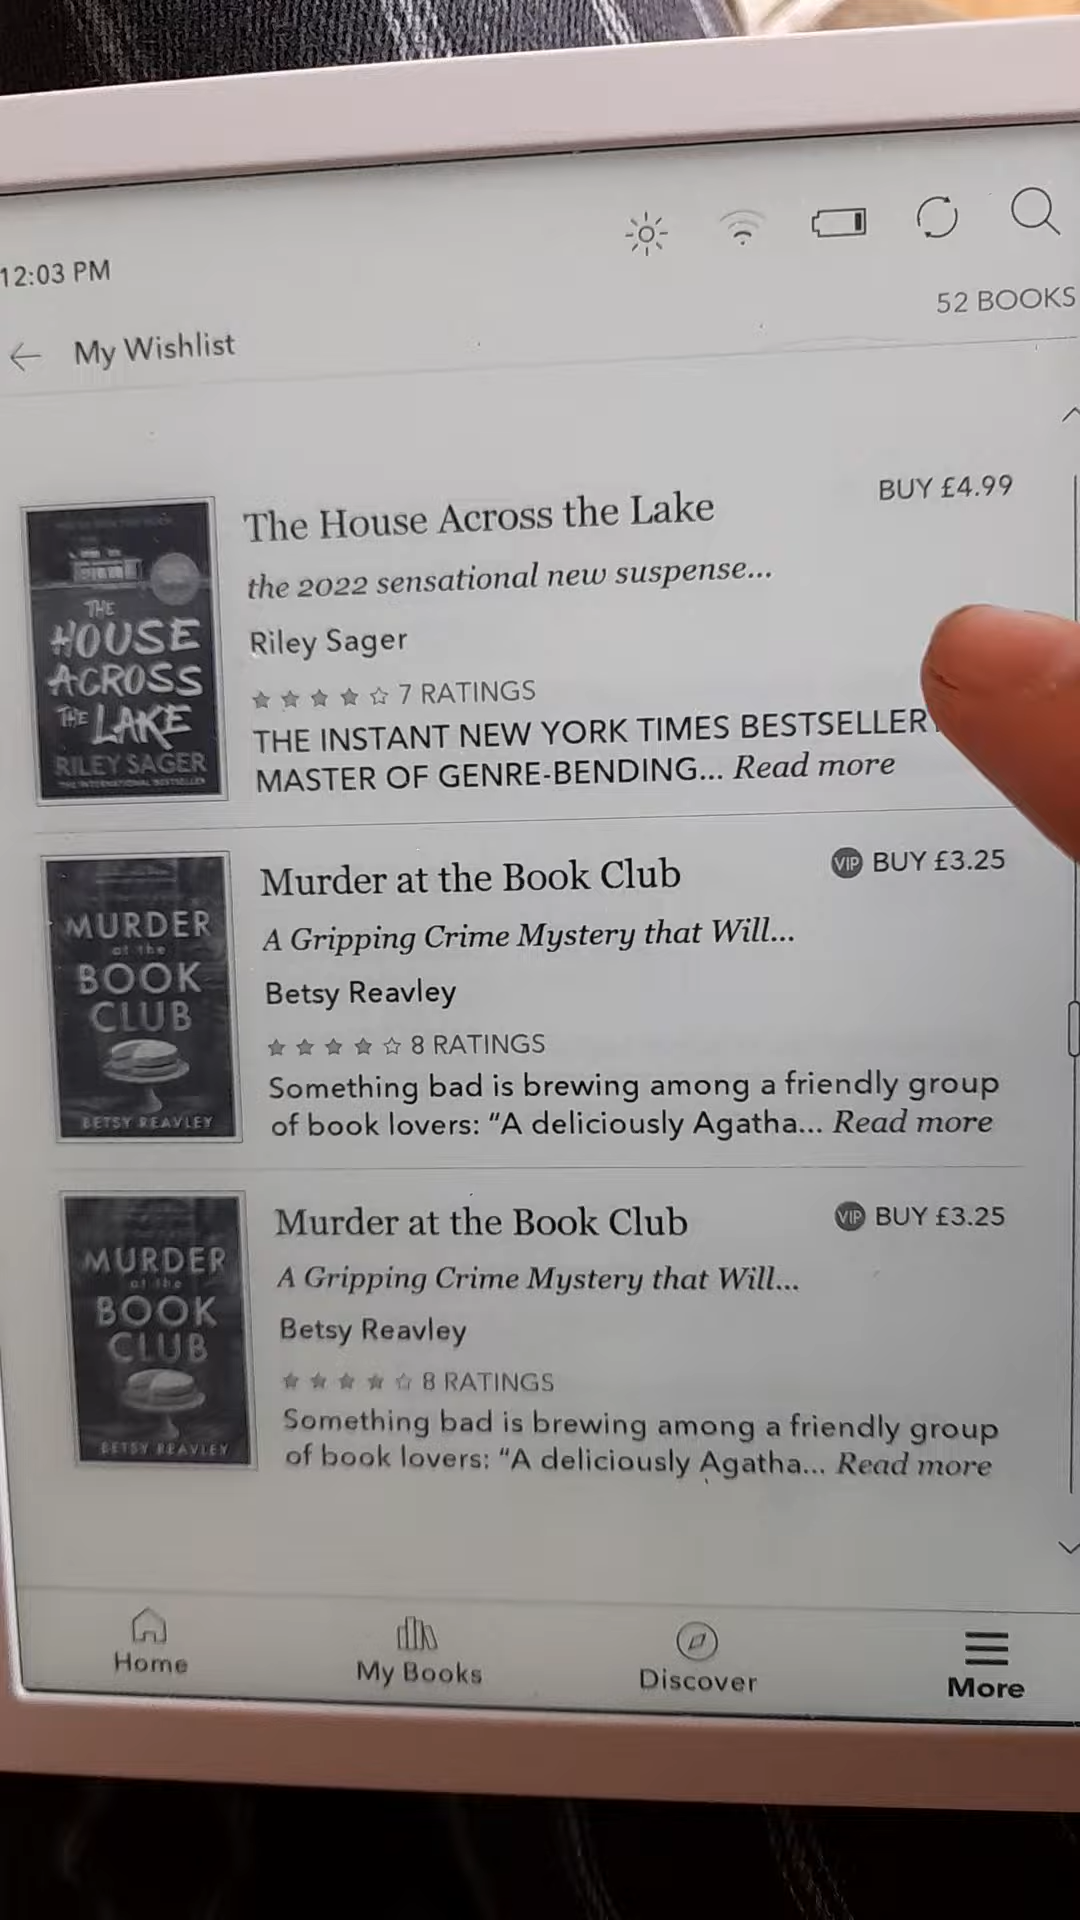 12:03 PM
52 BOOKS
My Wishlist
THE
HOUSE
ACROSS
THE LAKE
RILEY SAGER
The House Across the Lake
BUY £4.99
the 2022 sensational new suspense...
Riley Sager
7 RATINGS
THE INSTANT NEW YORK TIMES BESTSELLER
MASTER OF GENRE-BENDING... Read more
MURDER
at the
BOOK
CLUB
BETSY REAVLEY
Murder at the Book Club
VIP BUY £3.25
A Gripping Crime Mystery that Will...
Betsy Reavley
8 RATINGS
Something bad is brewing among a friendly group
of book lovers: “A deliciously Agatha... Read more
MURDER
at the
BOOK
CLUB
BETSY REAVLEY
Murder at the Book Club
VIP BUY £3.25
A Gripping Crime Mystery that Will...
Betsy Reavley
8 RATINGS
Something bad is brewing among a friendly group
of book lovers: “A deliciously Agatha... Read more
Home
My Books
Discover
More